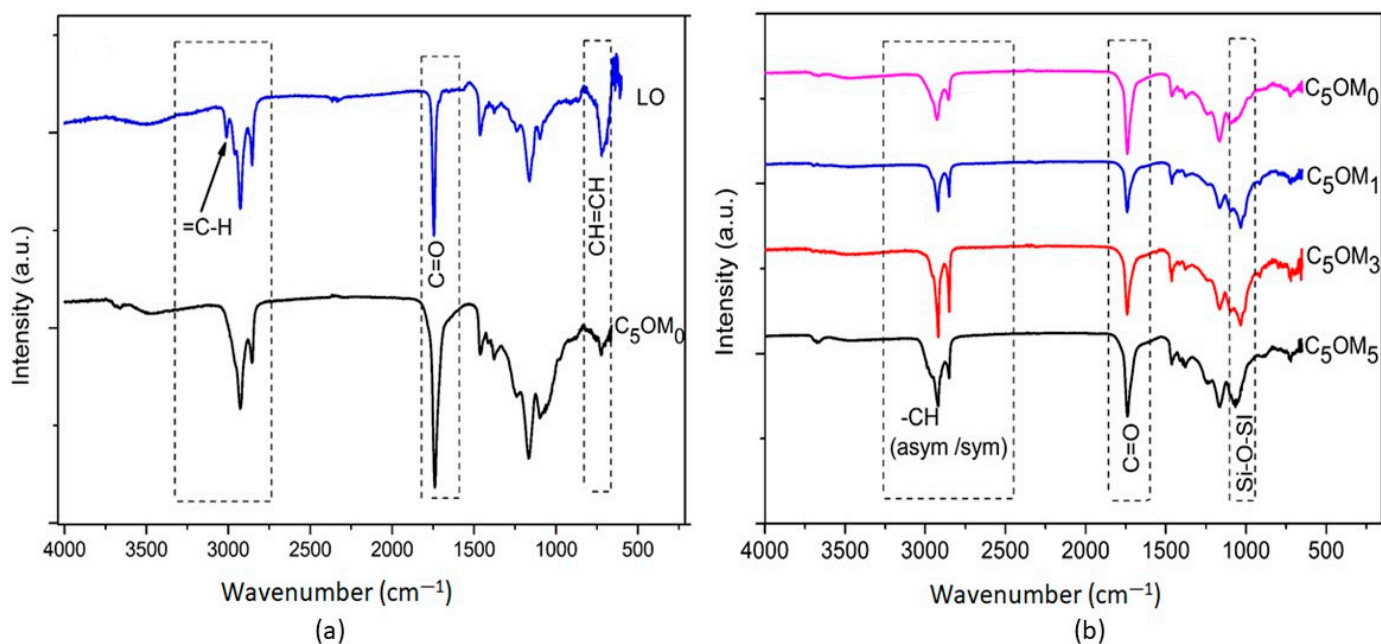 LO
=C-H
C=O
CH=CH
C₅OM₀
Intensity (a.u.)
4000 3500 3000 2500 2000 1500 1000 500
Wavenumber (cm⁻¹)
(a)
C₅OM₀
C₅OM₁
C₅OM₃
C₅OM₅
-CH
(asym /sym)
C=O
Si-O-SI
Intensity (a.u.)
4000 3500 3000 2500 2000 1500 1000 500
Wavenumber (cm⁻¹)
(b)